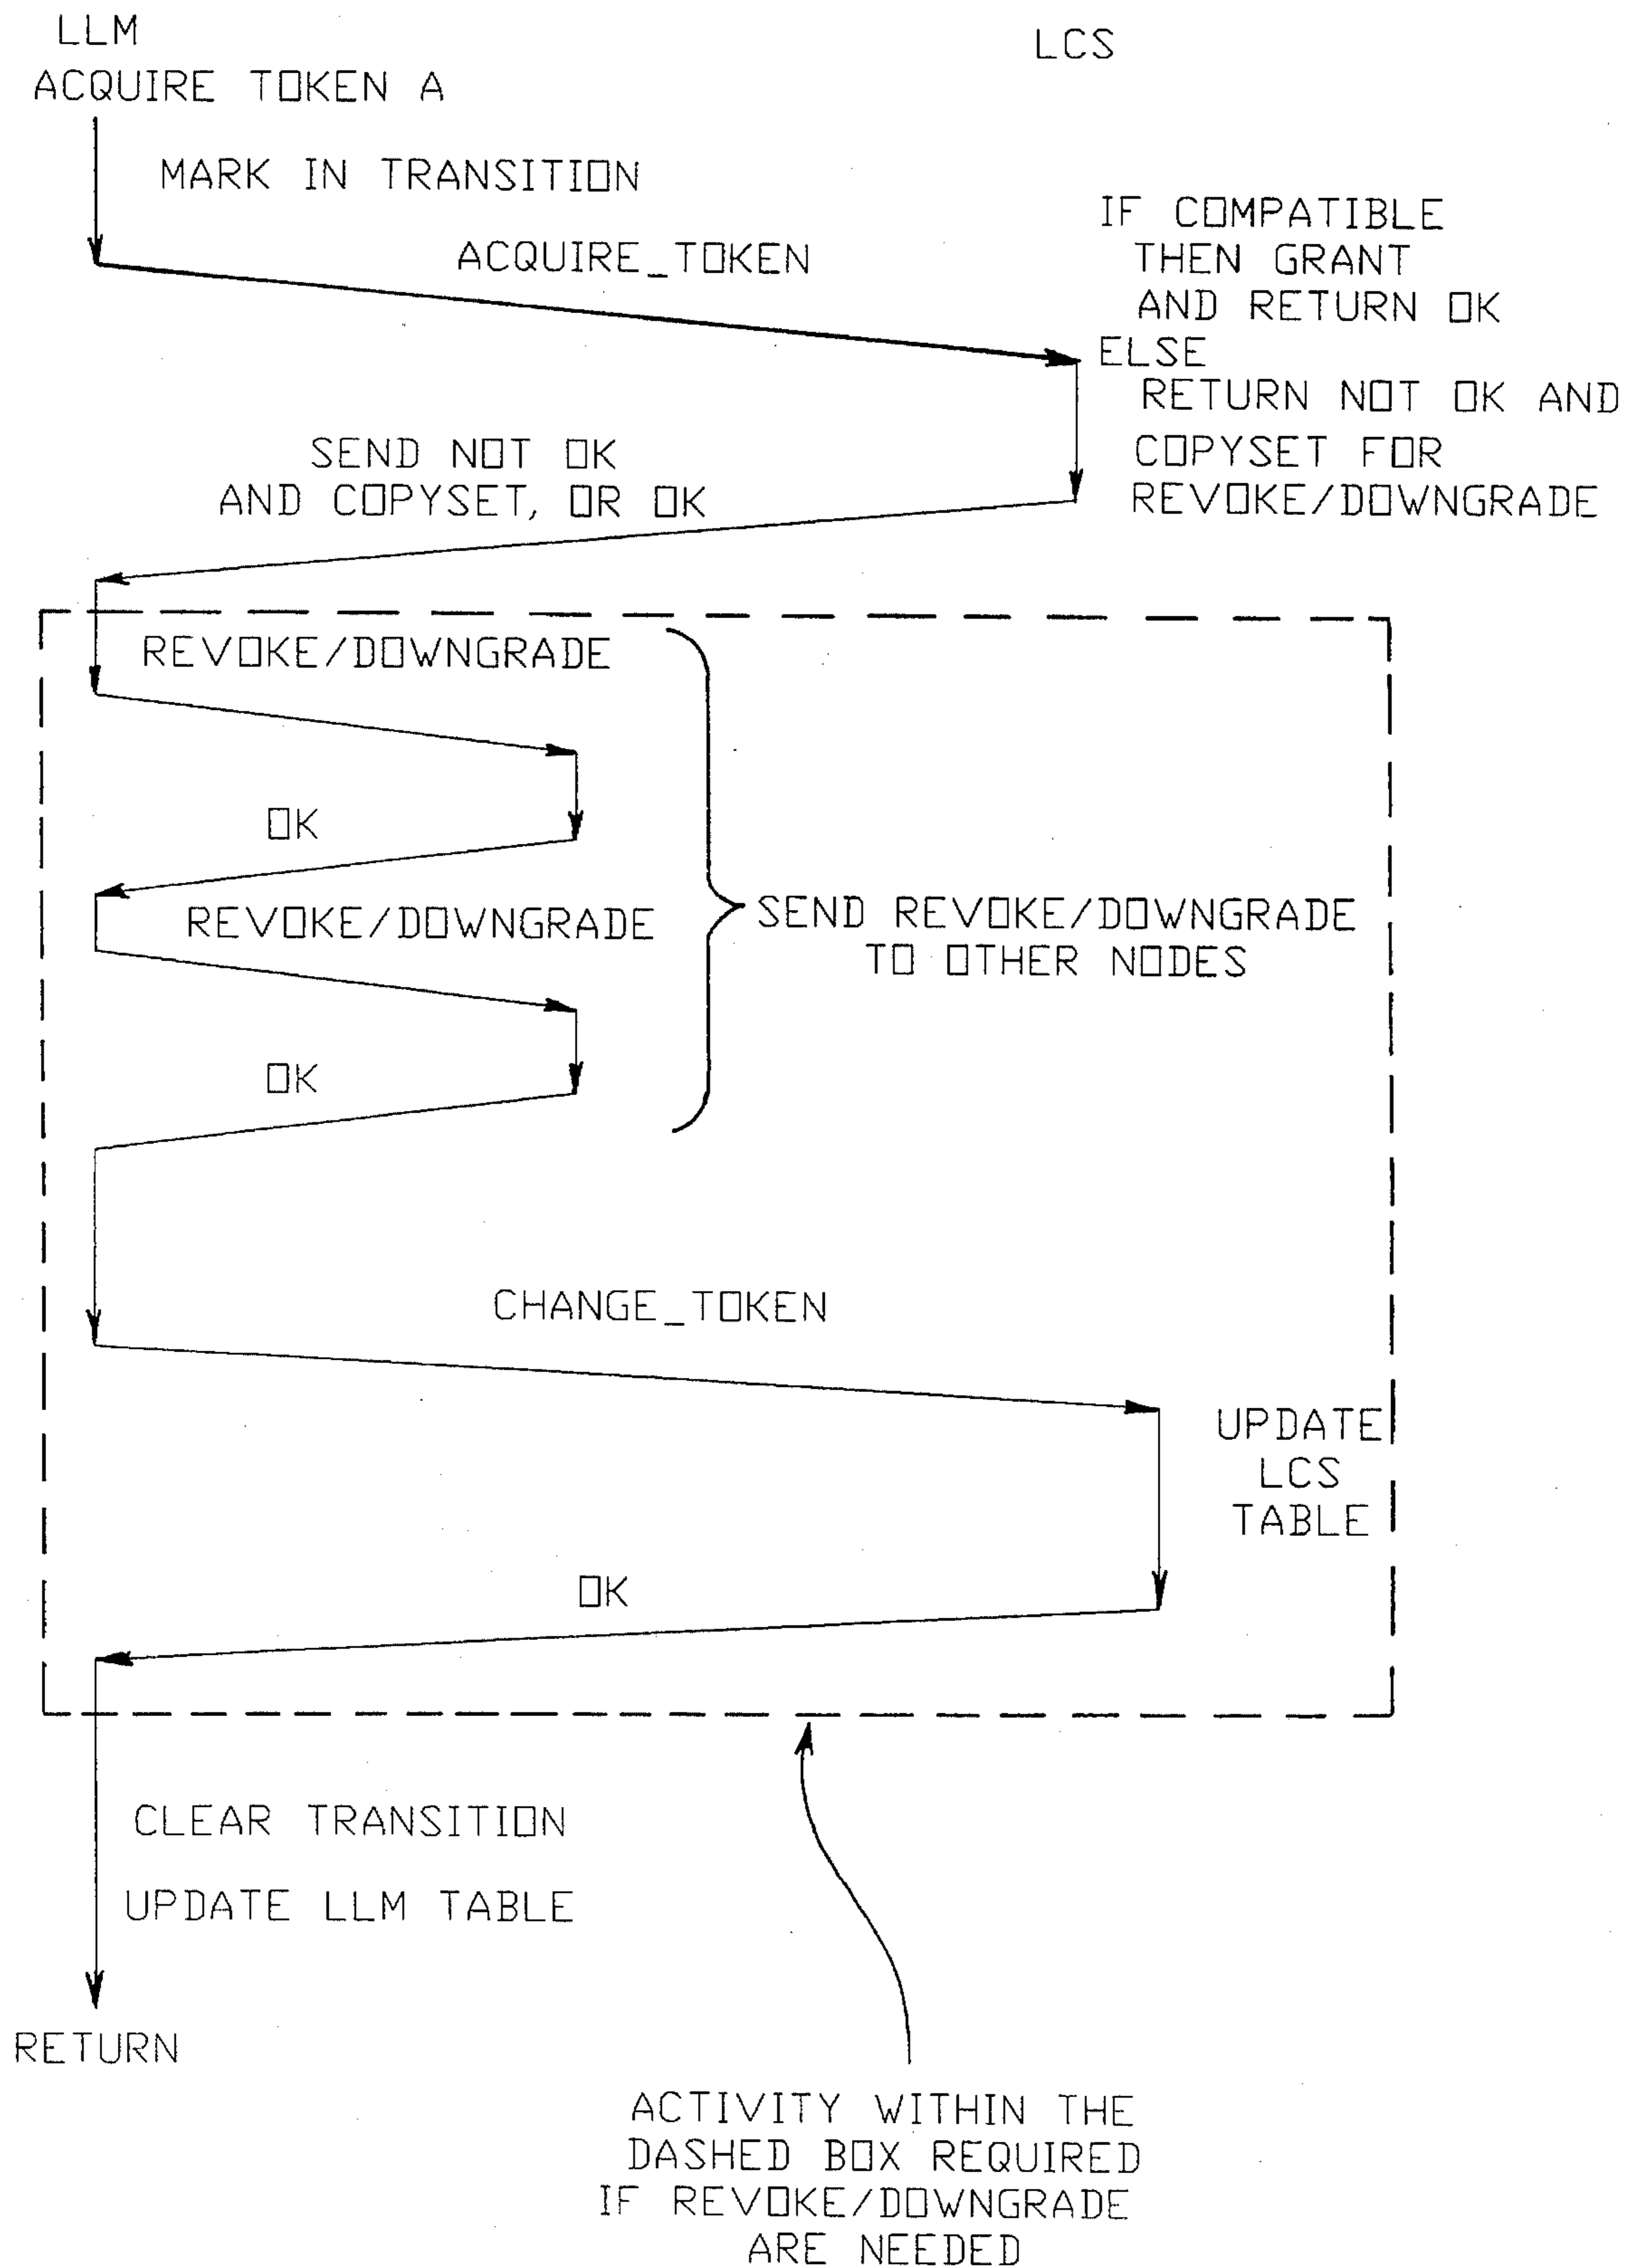 LLM
LCS
ACQUIRE TOKEN A
MARK IN TRANSITION
IF COMPATIBLE
THEN GRANT
AND RETURN OK
ELSE
RETURN NOT OK AND
COPYSET FOR
REVOKE/DOWNGRADE
ACQUIRE_TOKEN
SEND NOT OK
AND COPYSET, OR OK
REVOKE/DOWNGRADE
OK
REVOKE/DOWNGRADE
SEND REVOKE/DOWNGRADE
TO OTHER NODES
OK
CHANGE_TOKEN
UPDATE
LCS
TABLE
OK
CLEAR TRANSITION
UPDATE LLM TABLE
RETURN
ACTIVITY WITHIN THE
DASHED BOX REQUIRED
IF REVOKE/DOWNGRADE
ARE NEEDED